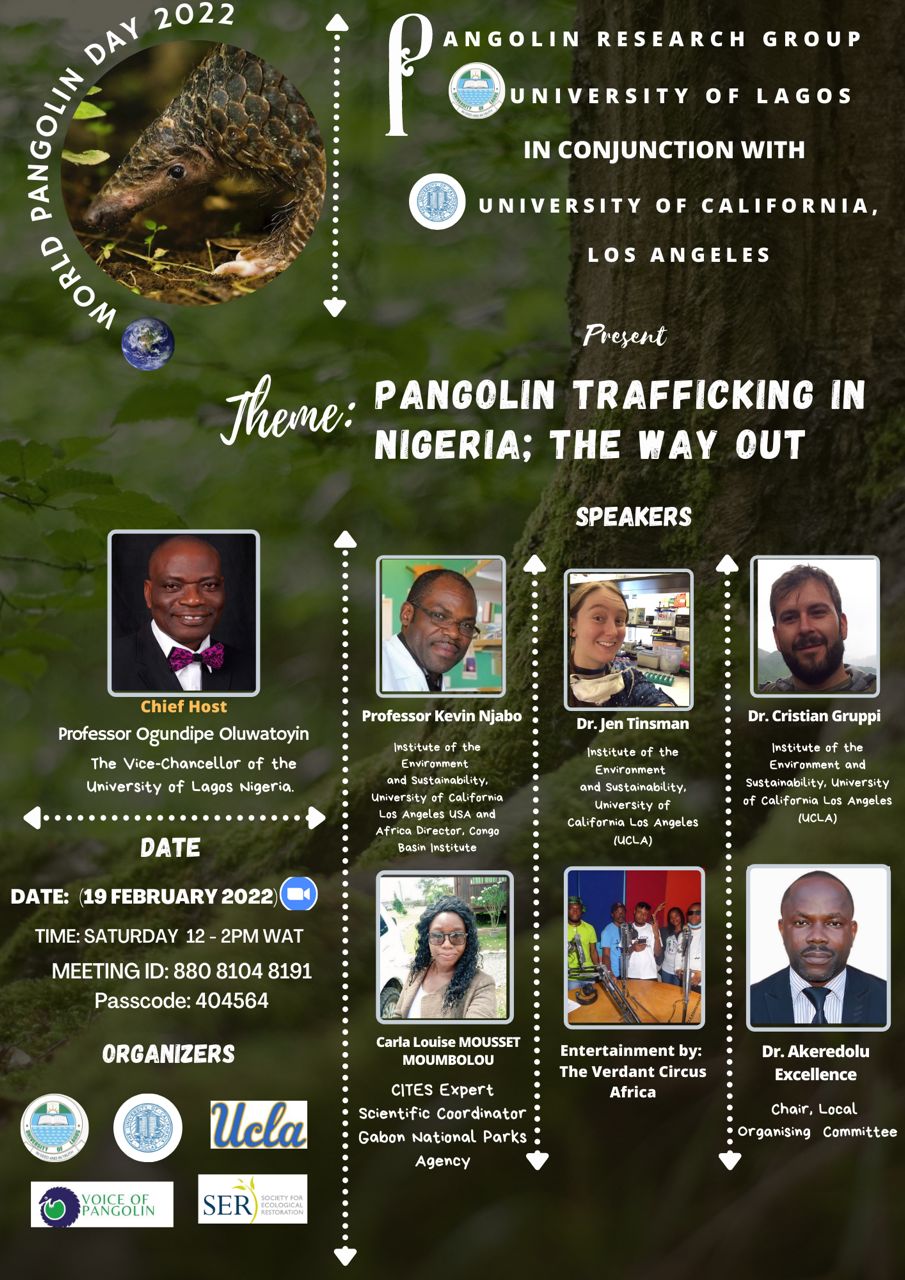 WORLD PANGOLIN DAY 2022
PANGOLIN RESEARCH GROUP
UNIVERSITY OF LAGOS
IN CONJUNCTION WITH
UNIVERSITY OF CALIFORNIA,
LOS ANGELES
Present
Theme: PANGOLIN TRAFFICKING IN
NIGERIA; THE WAY OUT
SPEAKERS
Chief Host
Professor Ogundipe Oluwatoyin
The Vice-Chancellor of the
University of Lagos Nigeria.
Professor Kevin Njabo
Institute of the
Environment
and Sustainability,
University of California
Los Angeles USA and
Africa Director, Congo
Basin Institute
Dr. Jen Tinsman
Institute of the
Environment
and Sustainability,
University of
California Los Angeles
(UCLA)
Dr. Cristian Gruppi
Institute of the
Environment and
Sustainability, University
of California Los Angeles
(UCLA)
DATE
DATE: (19 FEBRUARY 2022)
TIME: SATURDAY 12 - 2PM WAT
MEETING ID: 880 8104 8191
Passcode: 404564
Carla Louise MOUSSET
MOUMBOLOU
CITES Expert
Scientific Coordinator
Gabon National Parks
Agency
Entertainment by:
The Verdant Circus
Africa
Dr. Akeredolu
Excellence
Chair, Local
Organising Committee
ORGANIZERS
Ucla
VOICE OF
PANGOLIN
SER
SOCIETY FOR
ECOLOGICAL
RESTORATION